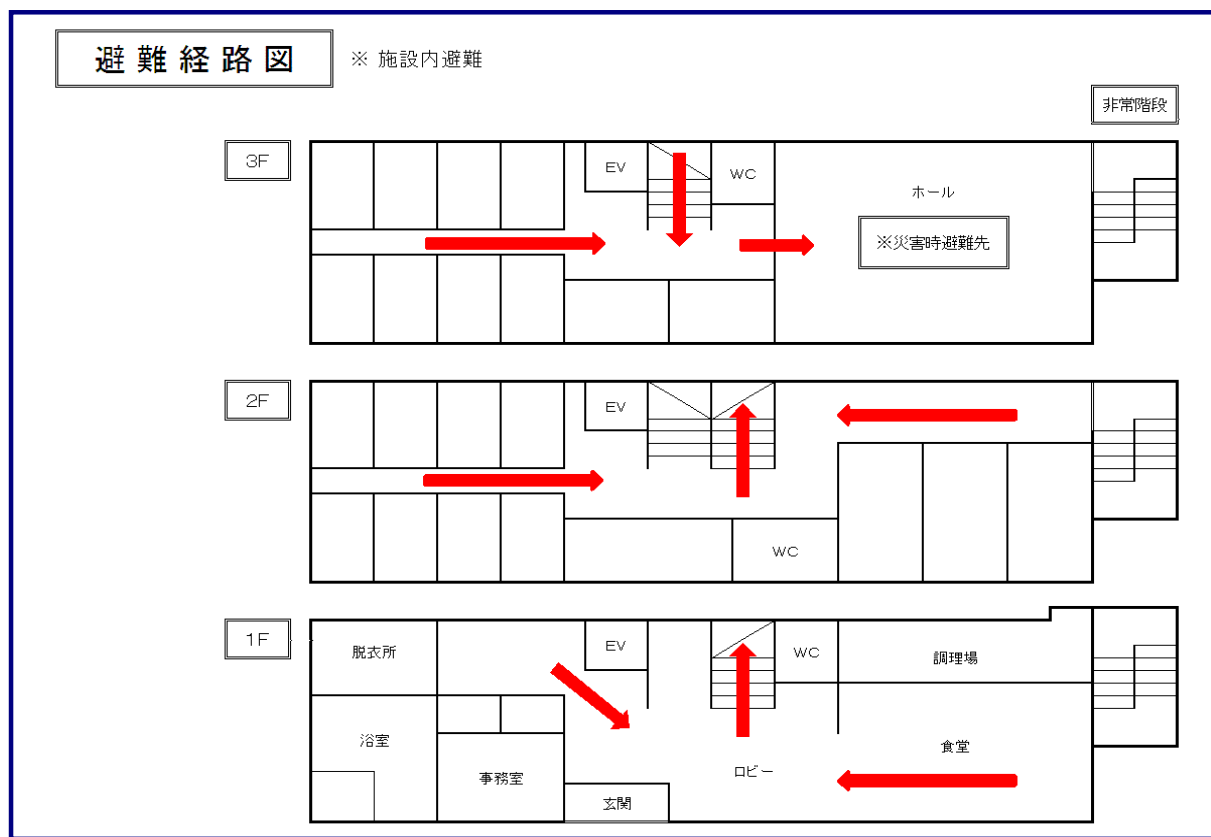 避難経路図
※ 施設内避難
非常階段
3F
EV
WC
ホール
※災害時避難先
2F
EV
WC
1F
脱衣所
EV
WC
調理場
浴室
事務室
ロビー
食堂
玄関